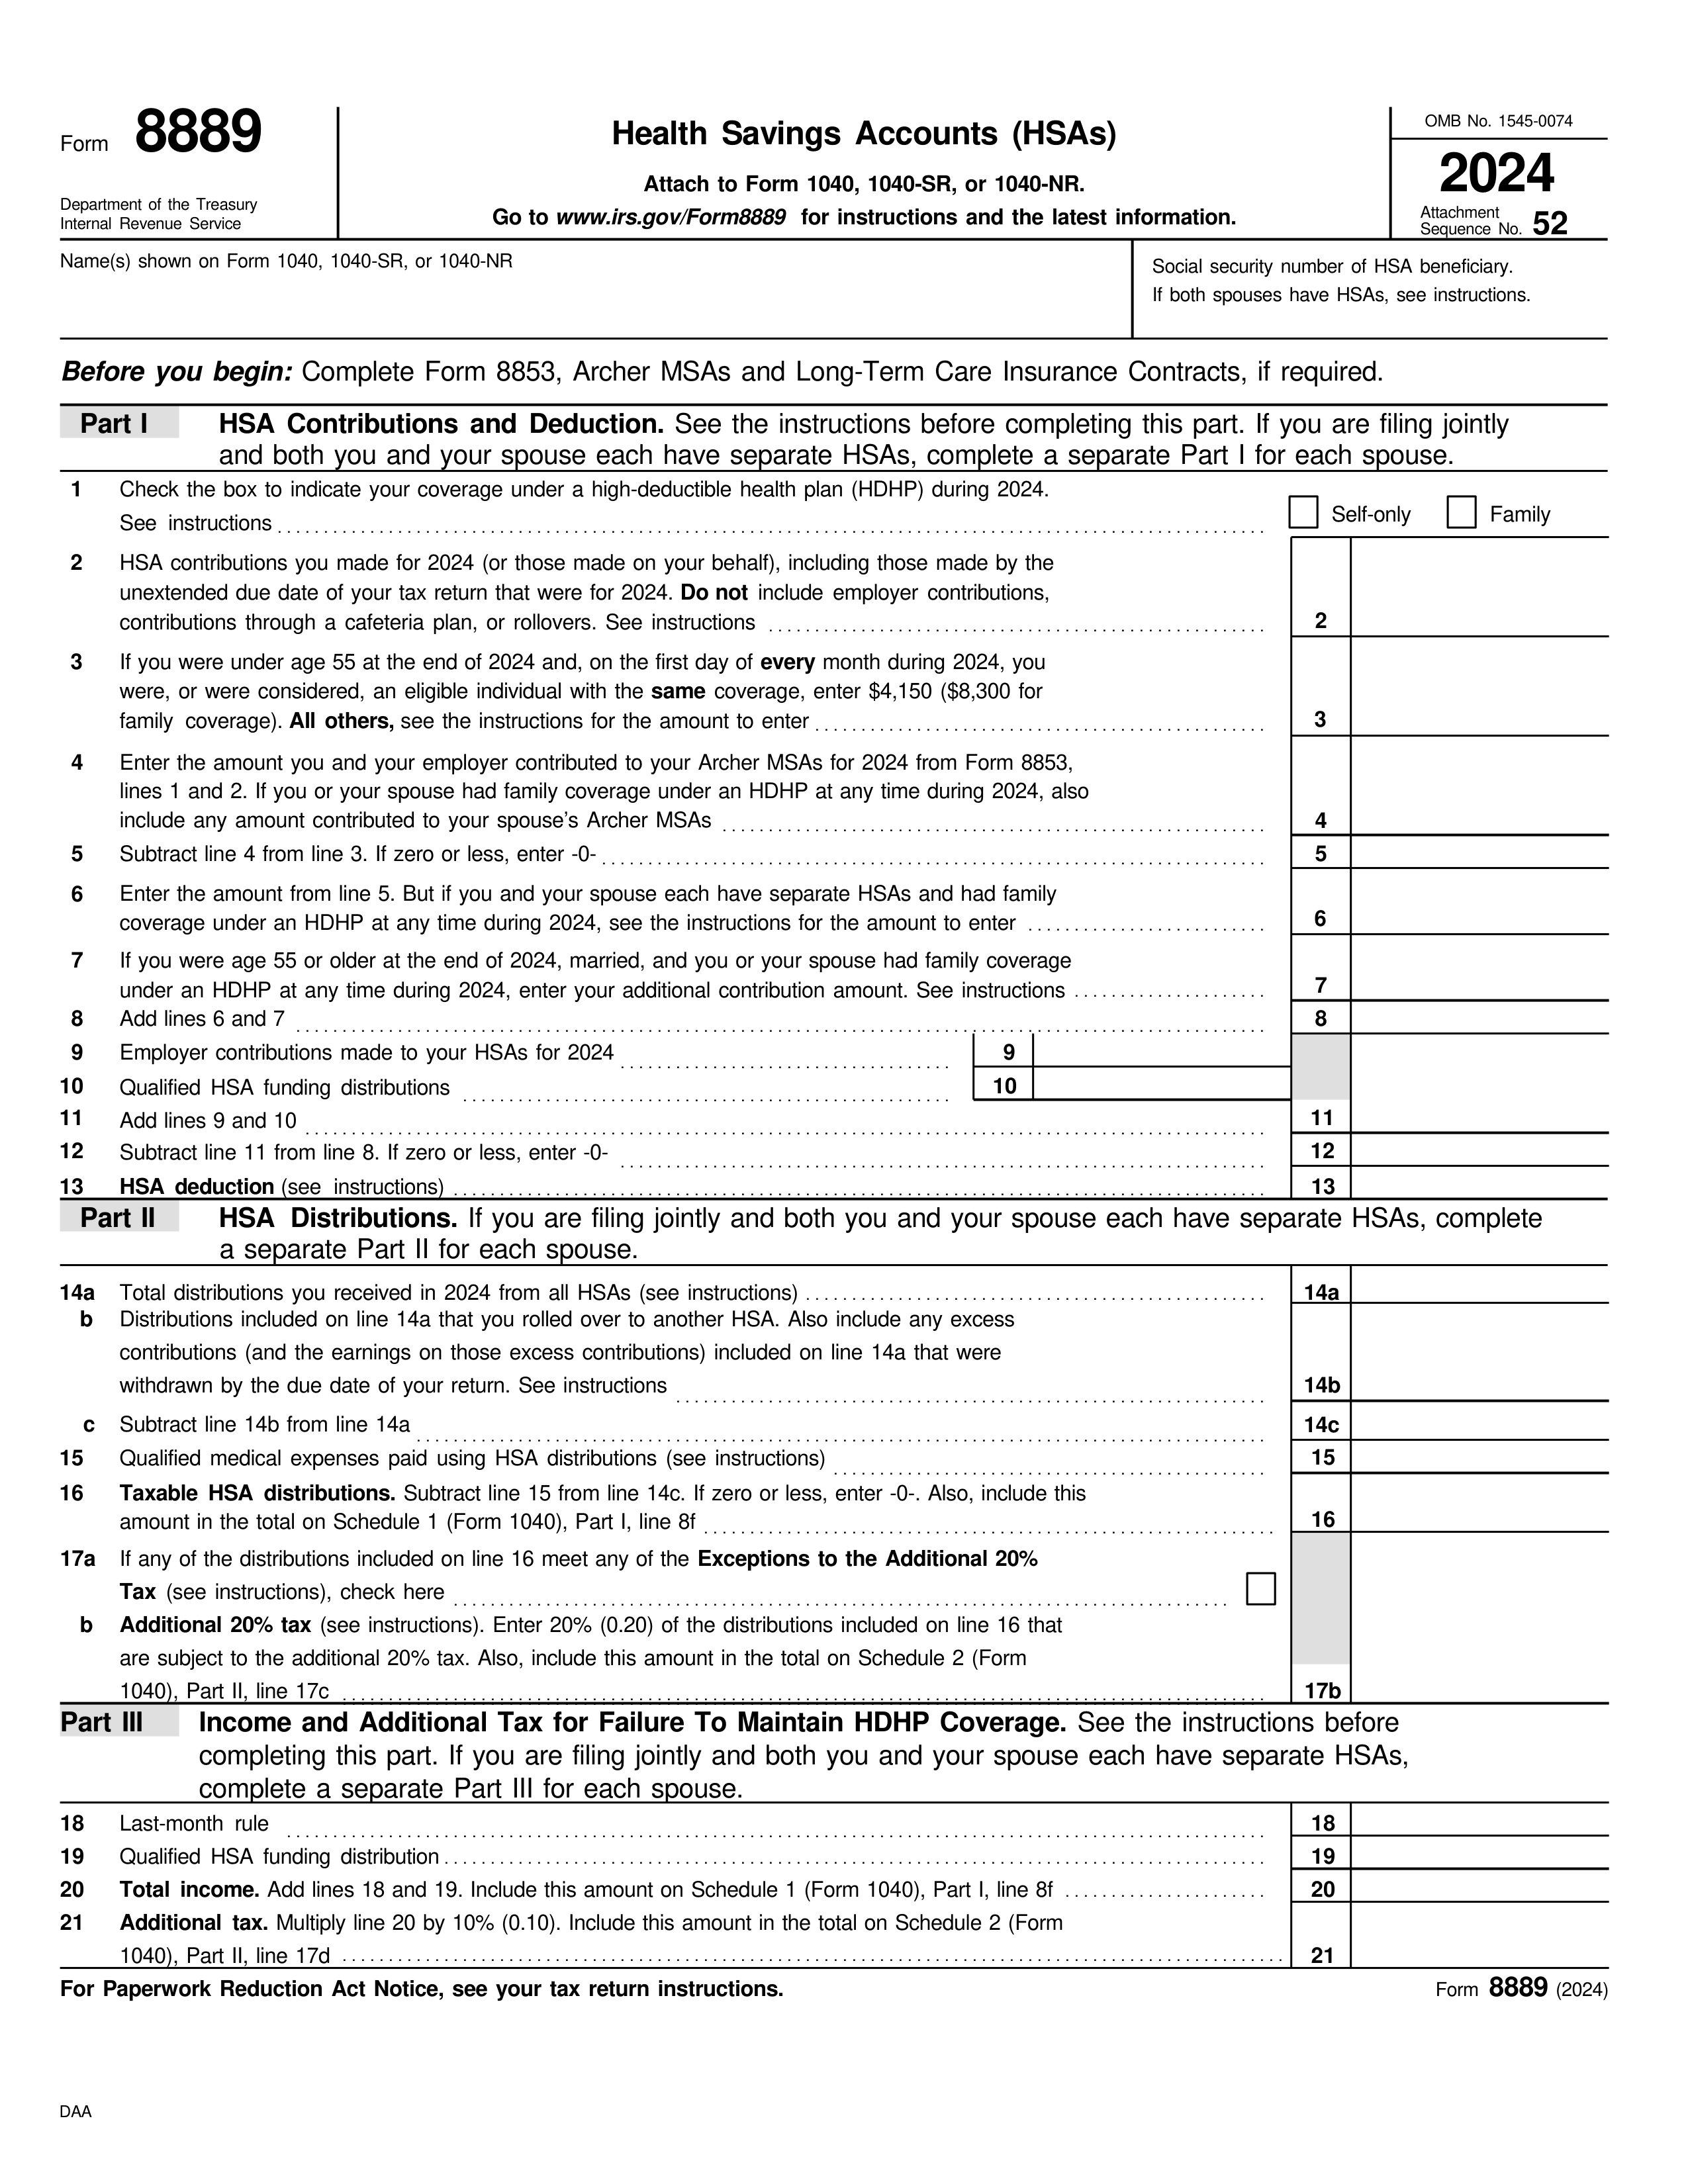 Form 8889
Department of the Treasury
Internal Revenue Service
Health Savings Accounts (HSAs)
Attach to Form 1040, 1040-SR, or 1040-NR.
Go to www.irs.gov/Form8889 for instructions and the latest information.
OMB No. 1545-0074
2024
Attachment
Sequence No. 52
Name(s) shown on Form 1040, 1040-SR, or 1040-NR
Social security number of HSA beneficiary.
If both spouses have HSAs, see instructions.
Before you begin: Complete Form 8853, Archer MSAs and Long-Term Care Insurance Contracts, if required.
Part I HSA Contributions and Deduction. See the instructions before completing this part. If you are filing jointly
and both you and your spouse each have separate HSAs, complete a separate Part I for each spouse.
1 Check the box to indicate your coverage under a high-deductible health plan (HDHP) during 2024.
See instructions Self-only Family
2 HSA contributions you made for 2024 (or those made on your behalf), including those made by the
unextended due date of your tax return that were for 2024. Do not include employer contributions,
contributions through a cafeteria plan, or rollovers. See instructions 2
3 If you were under age 55 at the end of 2024 and, on the first day of every month during 2024, you
were, or were considered, an eligible individual with the same coverage, enter $4,150 ($8,300 for
family coverage). All others, see the instructions for the amount to enter 3
4 Enter the amount you and your employer contributed to your Archer MSAs for 2024 from Form 8853,
lines 1 and 2. If you or your spouse had family coverage under an HDHP at any time during 2024, also
include any amount contributed to your spouse's Archer MSAs 4
5 Subtract line 4 from line 3. If zero or less, enter -0- 5
6 Enter the amount from line 5. But if you and your spouse each have separate HSAs and had family
coverage under an HDHP at any time during 2024, see the instructions for the amount to enter 6
7 If you were age 55 or older at the end of 2024, married, and you or your spouse had family coverage
under an HDHP at any time during 2024, enter your additional contribution amount. See instructions 7
8 Add lines 6 and 7 8
9 Employer contributions made to your HSAs for 2024 9
10 Qualified HSA funding distributions 10
11 Add lines 9 and 10 11
12 Subtract line 11 from line 8. If zero or less, enter -0- 12
13 HSA deduction (see instructions) 13
Part II HSA Distributions. If you are filing jointly and both you and your spouse each have separate HSAs, complete
a separate Part II for each spouse.
14a Total distributions you received in 2024 from all HSAs (see instructions) 14a
b Distributions included on line 14a that you rolled over to another HSA. Also include any excess
contributions (and the earnings on those excess contributions) included on line 14a that were
withdrawn by the due date of your return. See instructions 14b
c Subtract line 14b from line 14a 14c
15 Qualified medical expenses paid using HSA distributions (see instructions) 15
16 Taxable HSA distributions. Subtract line 15 from line 14c. If zero or less, enter -0-. Also, include this
amount in the total on Schedule 1 (Form 1040), Part I, line 8f 16
17a If any of the distributions included on line 16 meet any of the Exceptions to the Additional 20%
Tax (see instructions), check here
b Additional 20% tax (see instructions). Enter 20% (0.20) of the distributions included on line 16 that
are subject to the additional 20% tax. Also, include this amount in the total on Schedule 2 (Form
1040), Part II, line 17c 17b
Part III Income and Additional Tax for Failure To Maintain HDHP Coverage. See the instructions before
completing this part. If you are filing jointly and both you and your spouse each have separate HSAs,
complete a separate Part III for each spouse.
18 Last-month rule 18
19 Qualified HSA funding distribution 19
20 Total income. Add lines 18 and 19. Include this amount on Schedule 1 (Form 1040), Part I, line 8f 20
21 Additional tax. Multiply line 20 by 10% (0.10). Include this amount in the total on Schedule 2 (Form
1040), Part II, line 17d 21
For Paperwork Reduction Act Notice, see your tax return instructions. Form 8889 (2024)
DAA